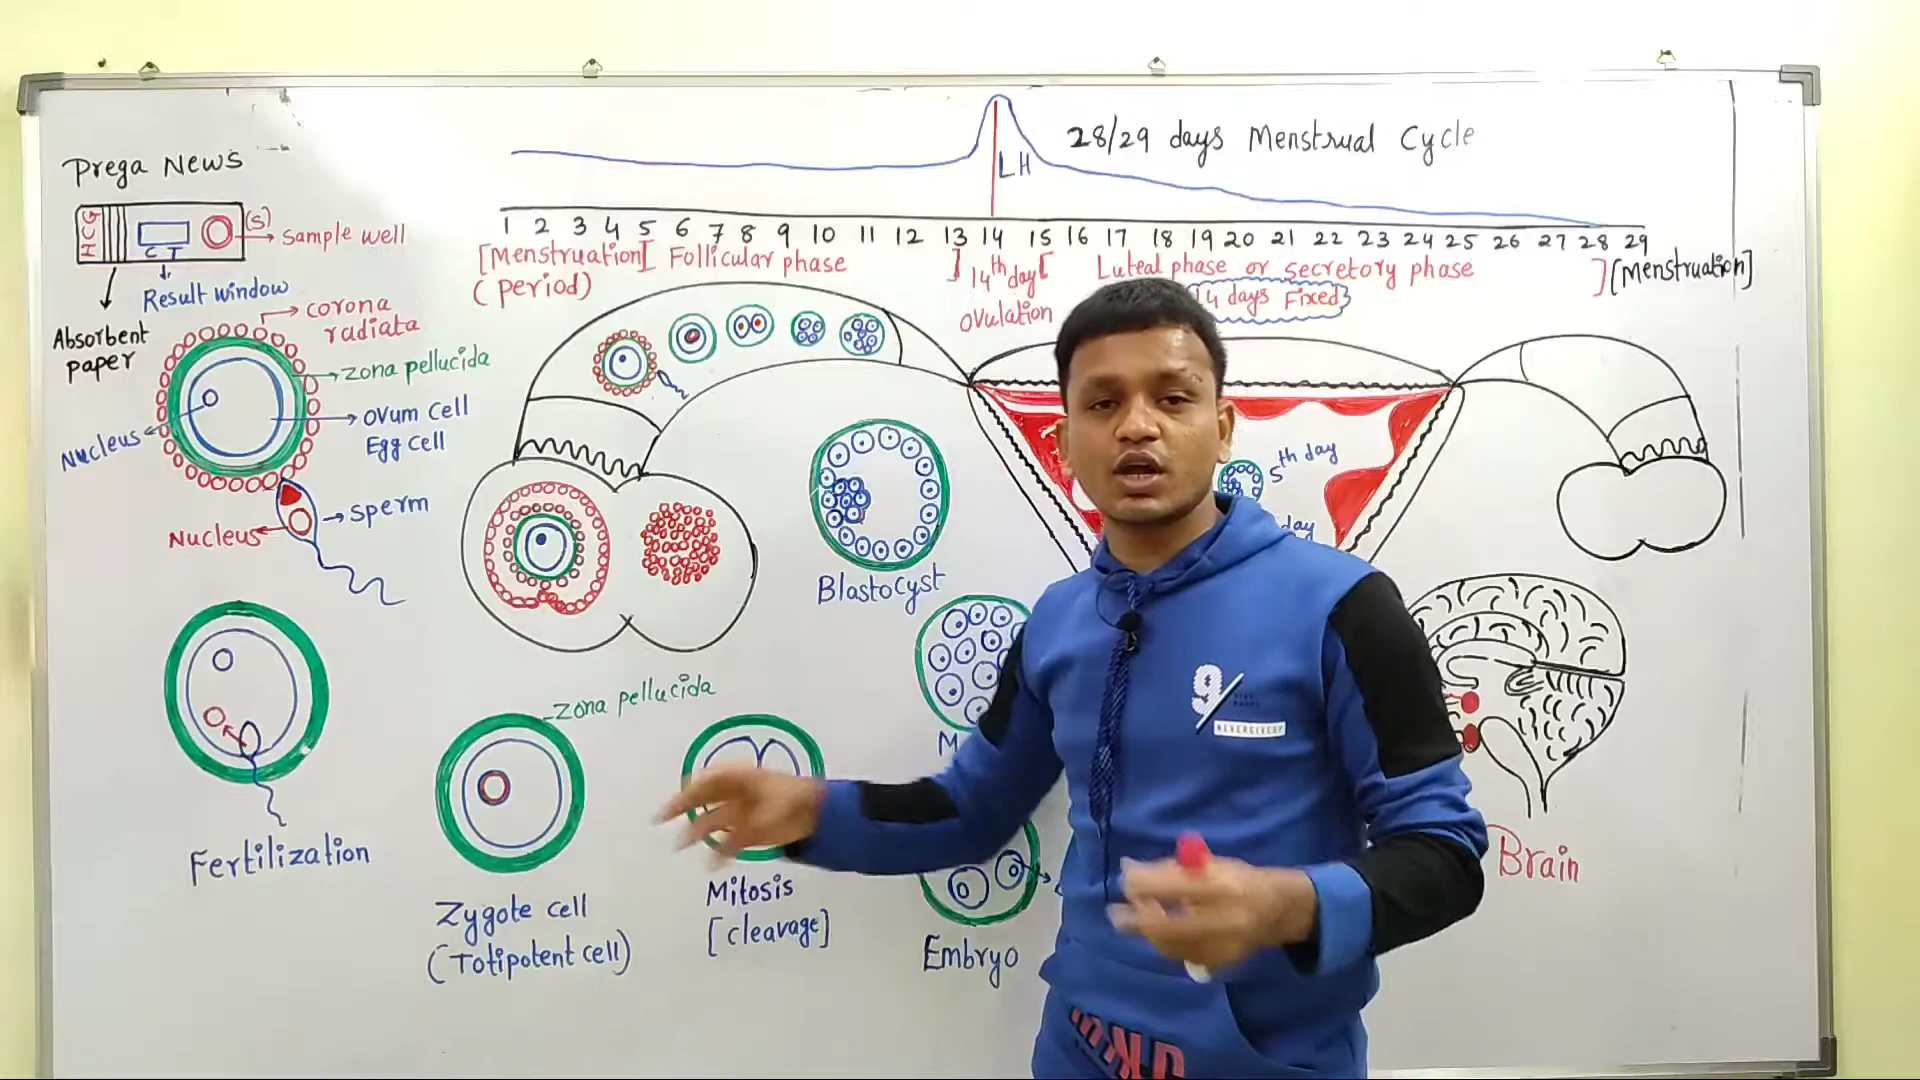 Prega News
HCG
C T
(S)
Sample well
Result window
Absorbent
paper
corona
radiata
zona pellucida
Ovum cell
Egg cell
Nucleus
Sperm
Nucleus
Fertilization
LH
28/29 days Menstrual Cycle
1 2 3 4 5 6 7 8 9 10 11 12 13 14 15 16 17 18 19 20 21 22 23 24 25 26 27 28 29
[Menstruation][ Follicular phase ] 14th day [ Luteal phase or secretory phase ] [Menstruation]
(period)
ovulation
14 days Fixed
5th day
day
Blastocyst
zona pellucida
Zygote cell
(Totipotent cell)
Mitosis
[cleavage]
M
Embryo
Brain
9
NEVERGIVEUP